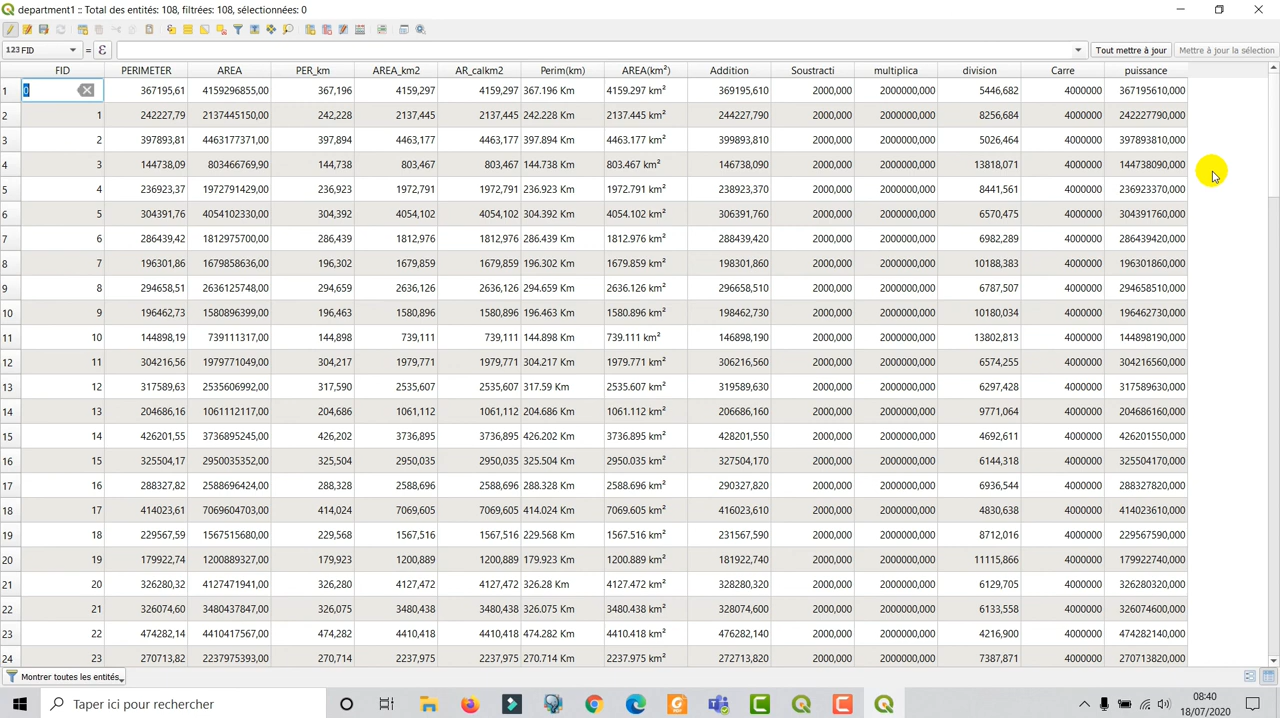 department1 :: Total des entités: 108, filtrées: 108, sélectionnées: 0
123 FID = ε Tout mettre à jour Mettre à jour la sélection
FID PERIMETER AREA PER_km AREA_km2 AR_calkm2 Perim(km) AREA(km²) Addition Soustracti multiplica division Carre puissance
1 0 367195,61 4159296855,00 367,196 4159,297 4159,297 367.196 Km 4159.297 km² 369195,610 2000,000 2000000,000 5446,682 4000000 367195610,000
2 1 242227,79 2137445150,00 242,228 2137,445 2137,445 242.228 Km 2137.445 km² 244227,790 2000,000 2000000,000 8256,684 4000000 242227790,000
3 2 397893,81 4463177371,00 397,894 4463,177 4463,177 397.894 Km 4463.177 km² 399893,810 2000,000 2000000,000 5026,464 4000000 397893810,000
4 3 144738,09 803466769,90 144,738 803,467 803,467 144.738 Km 803.467 km² 146738,090 2000,000 2000000,000 13818,071 4000000 144738090,000
5 4 236923,37 1972791429,00 236,923 1972,791 1972,791 236.923 Km 1972.791 km² 238923,370 2000,000 2000000,000 8441,561 4000000 236923370,000
6 5 304391,76 4054102330,00 304,392 4054,102 4054,102 304.392 Km 4054.102 km² 306391,760 2000,000 2000000,000 6570,475 4000000 304391760,000
7 6 286439,42 1812975700,00 286,439 1812,976 1812,976 286.439 Km 1812.976 km² 288439,420 2000,000 2000000,000 6982,289 4000000 286439420,000
8 7 196301,86 1679858636,00 196,302 1679,859 1679,859 196.302 Km 1679.859 km² 198301,860 2000,000 2000000,000 10188,383 4000000 196301860,000
9 8 294658,51 2636125748,00 294,659 2636,126 2636,126 294.659 Km 2636.126 km² 296658,510 2000,000 2000000,000 6787,507 4000000 294658510,000
10 9 196462,73 1580896399,00 196,463 1580,896 1580,896 196.463 Km 1580.896 km² 198462,730 2000,000 2000000,000 10180,034 4000000 196462730,000
11 10 144898,19 739111317,00 144,898 739,111 739,111 144.898 Km 739.111 km² 146898,190 2000,000 2000000,000 13802,813 4000000 144898190,000
12 11 304216,56 1979771049,00 304,217 1979,771 1979,771 304.217 Km 1979.771 km² 306216,560 2000,000 2000000,000 6574,255 4000000 304216560,000
13 12 317589,63 2535606992,00 317,590 2535,607 2535,607 317.59 Km 2535.607 km² 319589,630 2000,000 2000000,000 6297,428 4000000 317589630,000
14 13 204686,16 1061112117,00 204,686 1061,112 1061,112 204.686 Km 1061.112 km² 206686,160 2000,000 2000000,000 9771,064 4000000 204686160,000
15 14 426201,55 3736895245,00 426,202 3736,895 3736,895 426.202 Km 3736.895 km² 428201,550 2000,000 2000000,000 4692,611 4000000 426201550,000
16 15 325504,17 2950035352,00 325,504 2950,035 2950,035 325.504 Km 2950.035 km² 327504,170 2000,000 2000000,000 6144,318 4000000 325504170,000
17 16 288327,82 2588696424,00 288,328 2588,696 2588,696 288.328 Km 2588.696 km² 290327,820 2000,000 2000000,000 6936,544 4000000 288327820,000
18 17 414023,61 7069604703,00 414,024 7069,605 7069,605 414.024 Km 7069.605 km² 416023,610 2000,000 2000000,000 4830,638 4000000 414023610,000
19 18 229567,59 1567515680,00 229,568 1567,516 1567,516 229.568 Km 1567.516 km² 231567,590 2000,000 2000000,000 8712,016 4000000 229567590,000
20 19 179922,74 1200889327,00 179,923 1200,889 1200,889 179.923 Km 1200.889 km² 181922,740 2000,000 2000000,000 11115,866 4000000 179922740,000
21 20 326280,32 4127471941,00 326,280 4127,472 4127,472 326.28 Km 4127.472 km² 328280,320 2000,000 2000000,000 6129,705 4000000 326280320,000
22 21 326074,60 3480437847,00 326,075 3480,438 3480,438 326.075 Km 3480.438 km² 328074,600 2000,000 2000000,000 6133,558 4000000 326074600,000
23 22 474282,14 4410417567,00 474,282 4410,418 4410,418 474.282 Km 4410.418 km² 476282,140 2000,000 2000000,000 4216,900 4000000 474282140,000
24 23 270713,82 2237975393,00 270,714 2237,975 2237,975 270.714 Km 2237.975 km² 272713,820 2000,000 2000000,000 7387,871 4000000 270713820,000
Montrer toutes les entités
Taper ici pour rechercher 08:40
18/07/2020